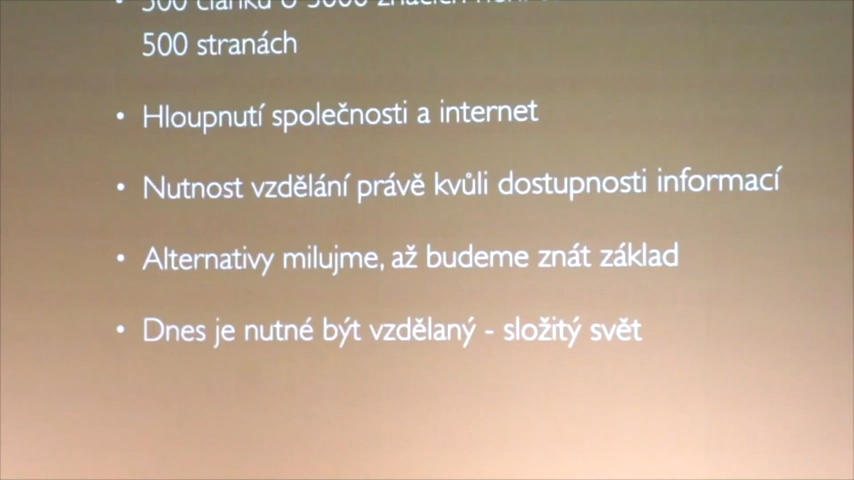 500 stranách
• Hloupnutí společnosti a internet
• Nutnost vzdělání právě kvůli dostupnosti informací
• Alternativy milujme, až budeme znát základ
• Dnes je nutné být vzdělaný - složitý svět